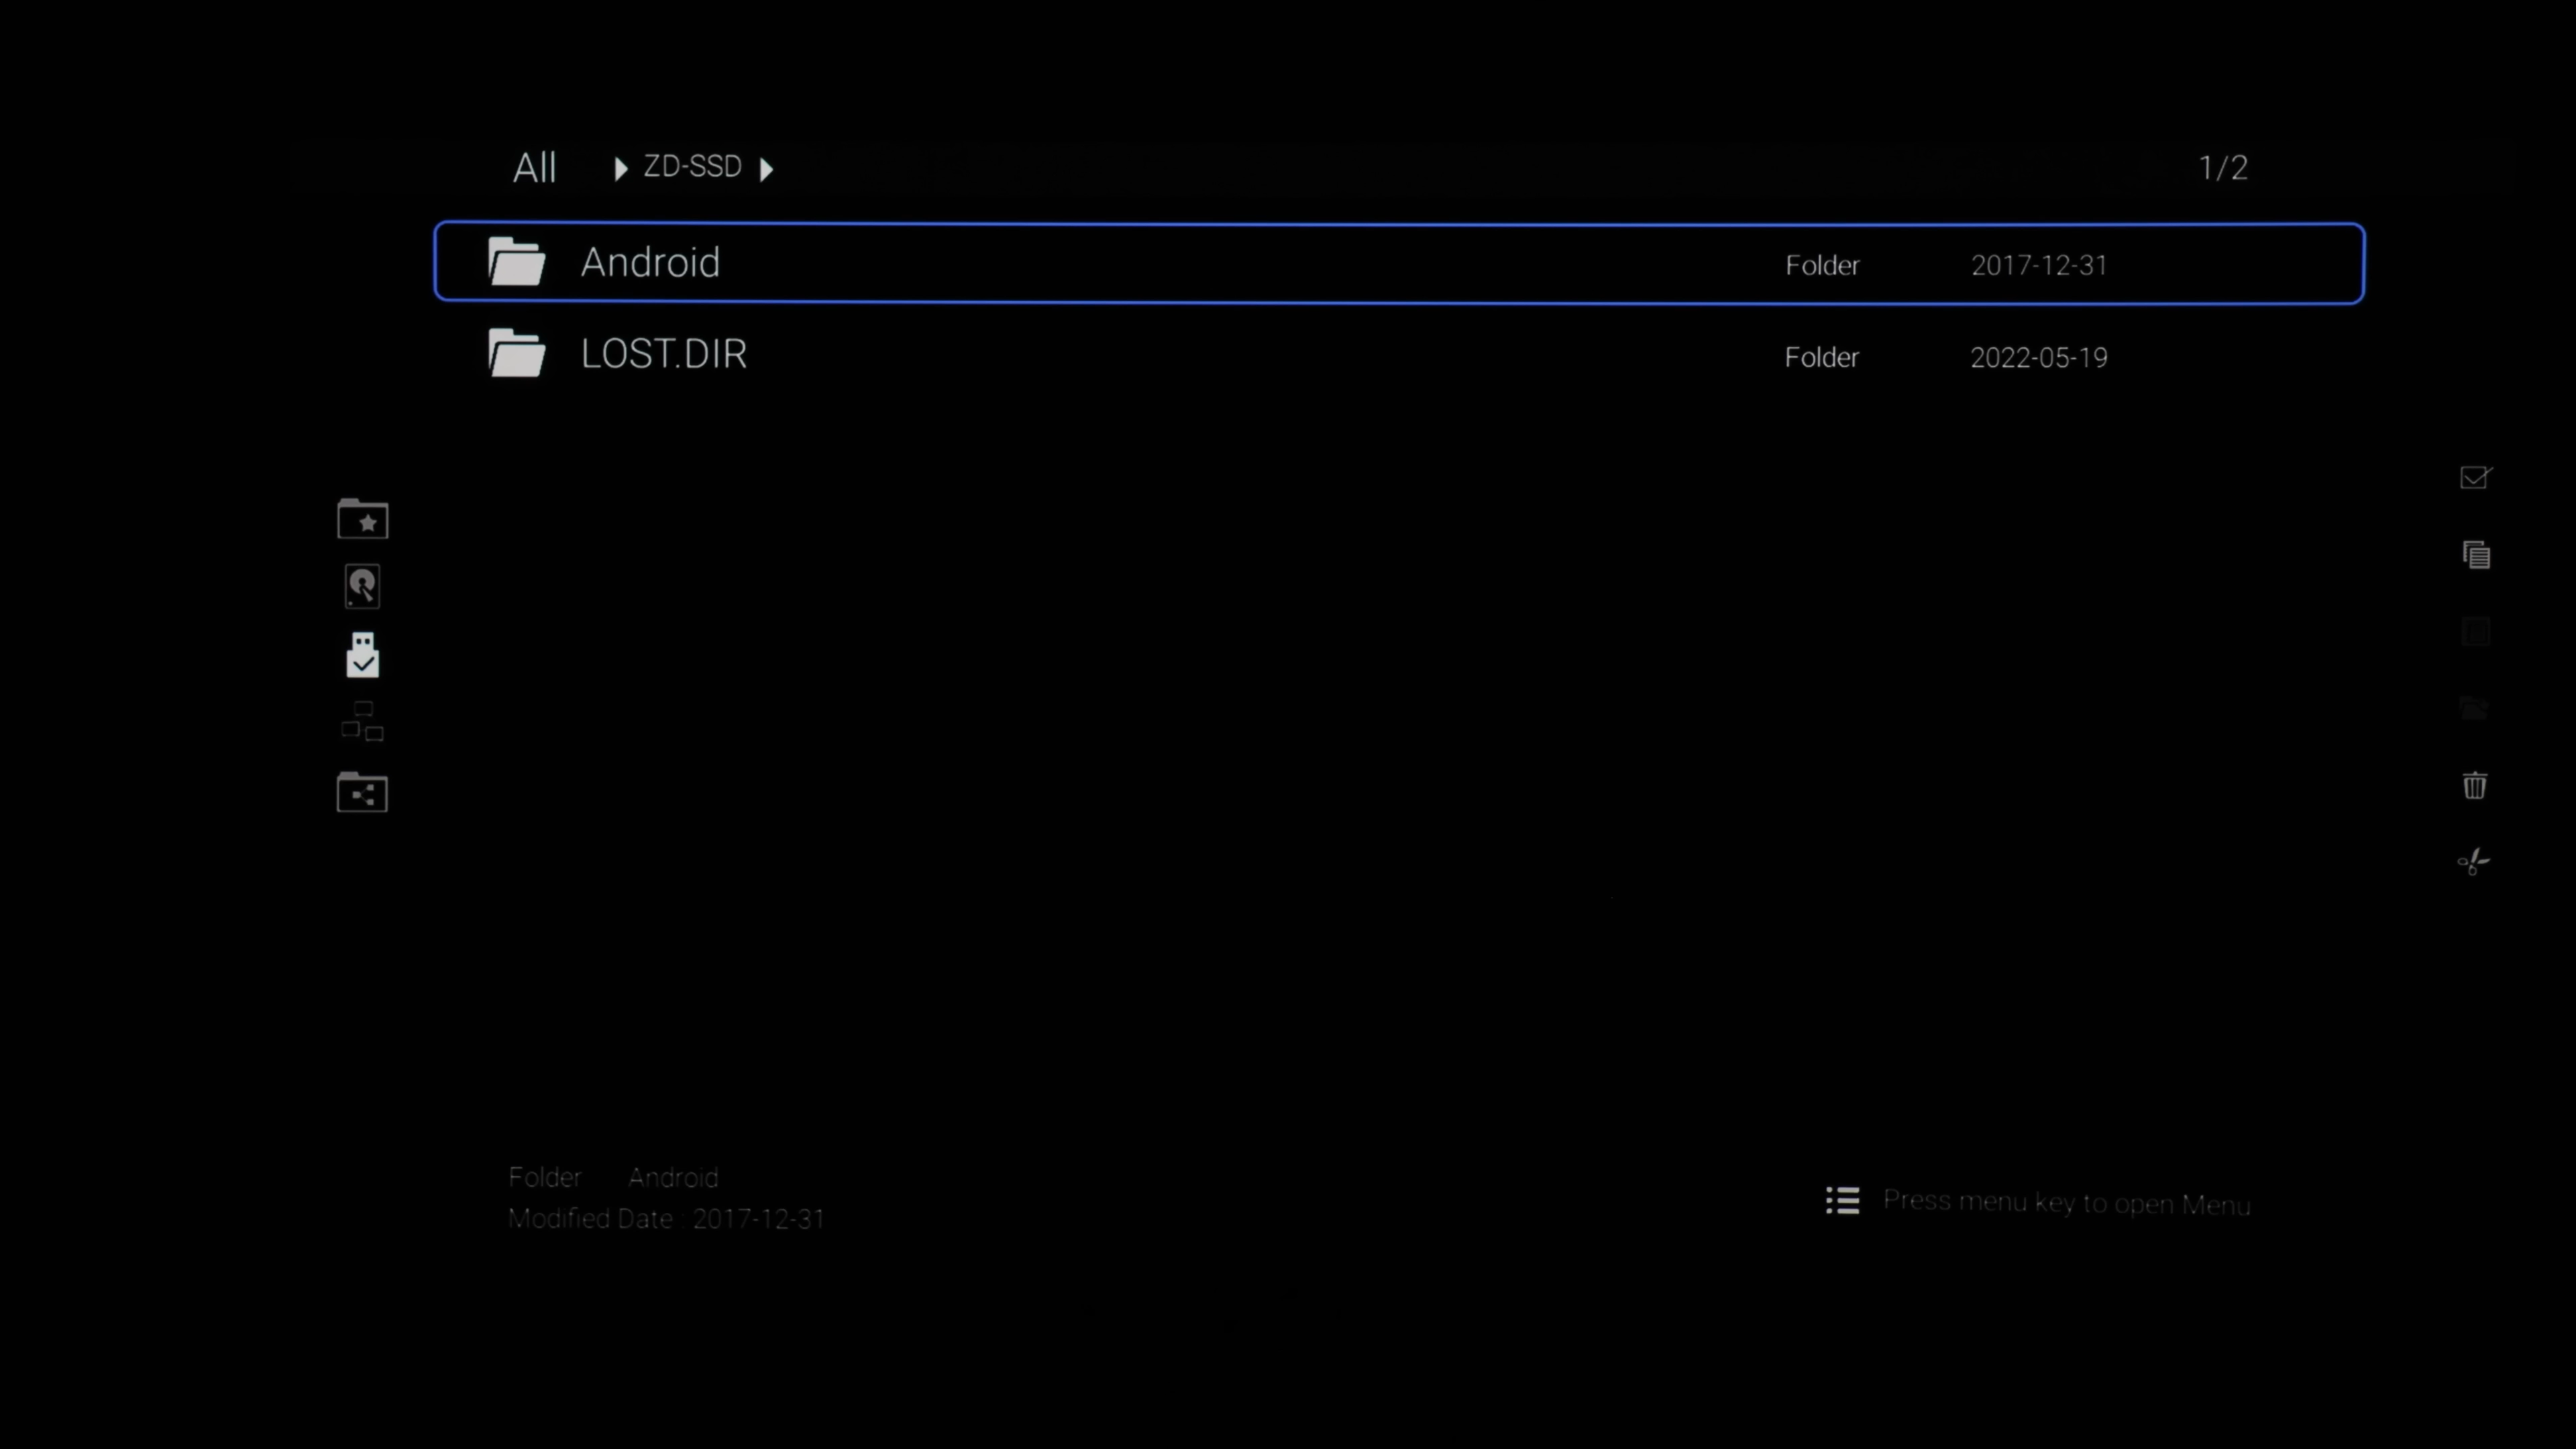 All ZD-SSD 1/2
Android Folder 2017-12-31
LOST.DIR Folder 2022-05-19
Folder Android
Modified Date : 2017-12-31
Press menu key to open Menu